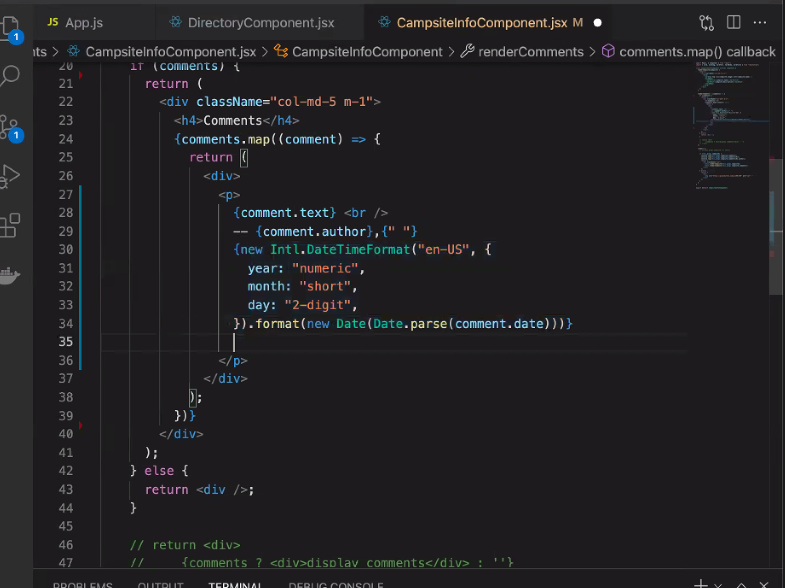 JS App.js DirectoryComponent.jsx CampsiteInfoComponent.jsx M
1
nts > CampsiteInfoComponent.jsx > CampsiteInfoComponent > renderComments > comments.map() callback
20 if (comments) {
21 return (
22 <div className="col-md-5 m-1">
23 <h4>Comments</h4>
24 {comments.map((comment) => {
25 return (
26 <div>
27 <p>
28 {comment.text} <br />
29 -- {comment.author},{" "}
30 {new Intl.DateTimeFormat("en-US", {
31 year: "numeric",
32 month: "short",
33 day: "2-digit",
34 }).format(new Date(Date.parse(comment.date)))}
35
36 </p>
37 </div>
38 );
39 })}
40 </div>
41 );
42 } else {
43 return <div />;
44 }
45
46 // return <div>
47 // {comments ? <div>display comments</div> : ''}
1
PROBLEMS OUTPUT TERMINAL DEBUG CONSOLE